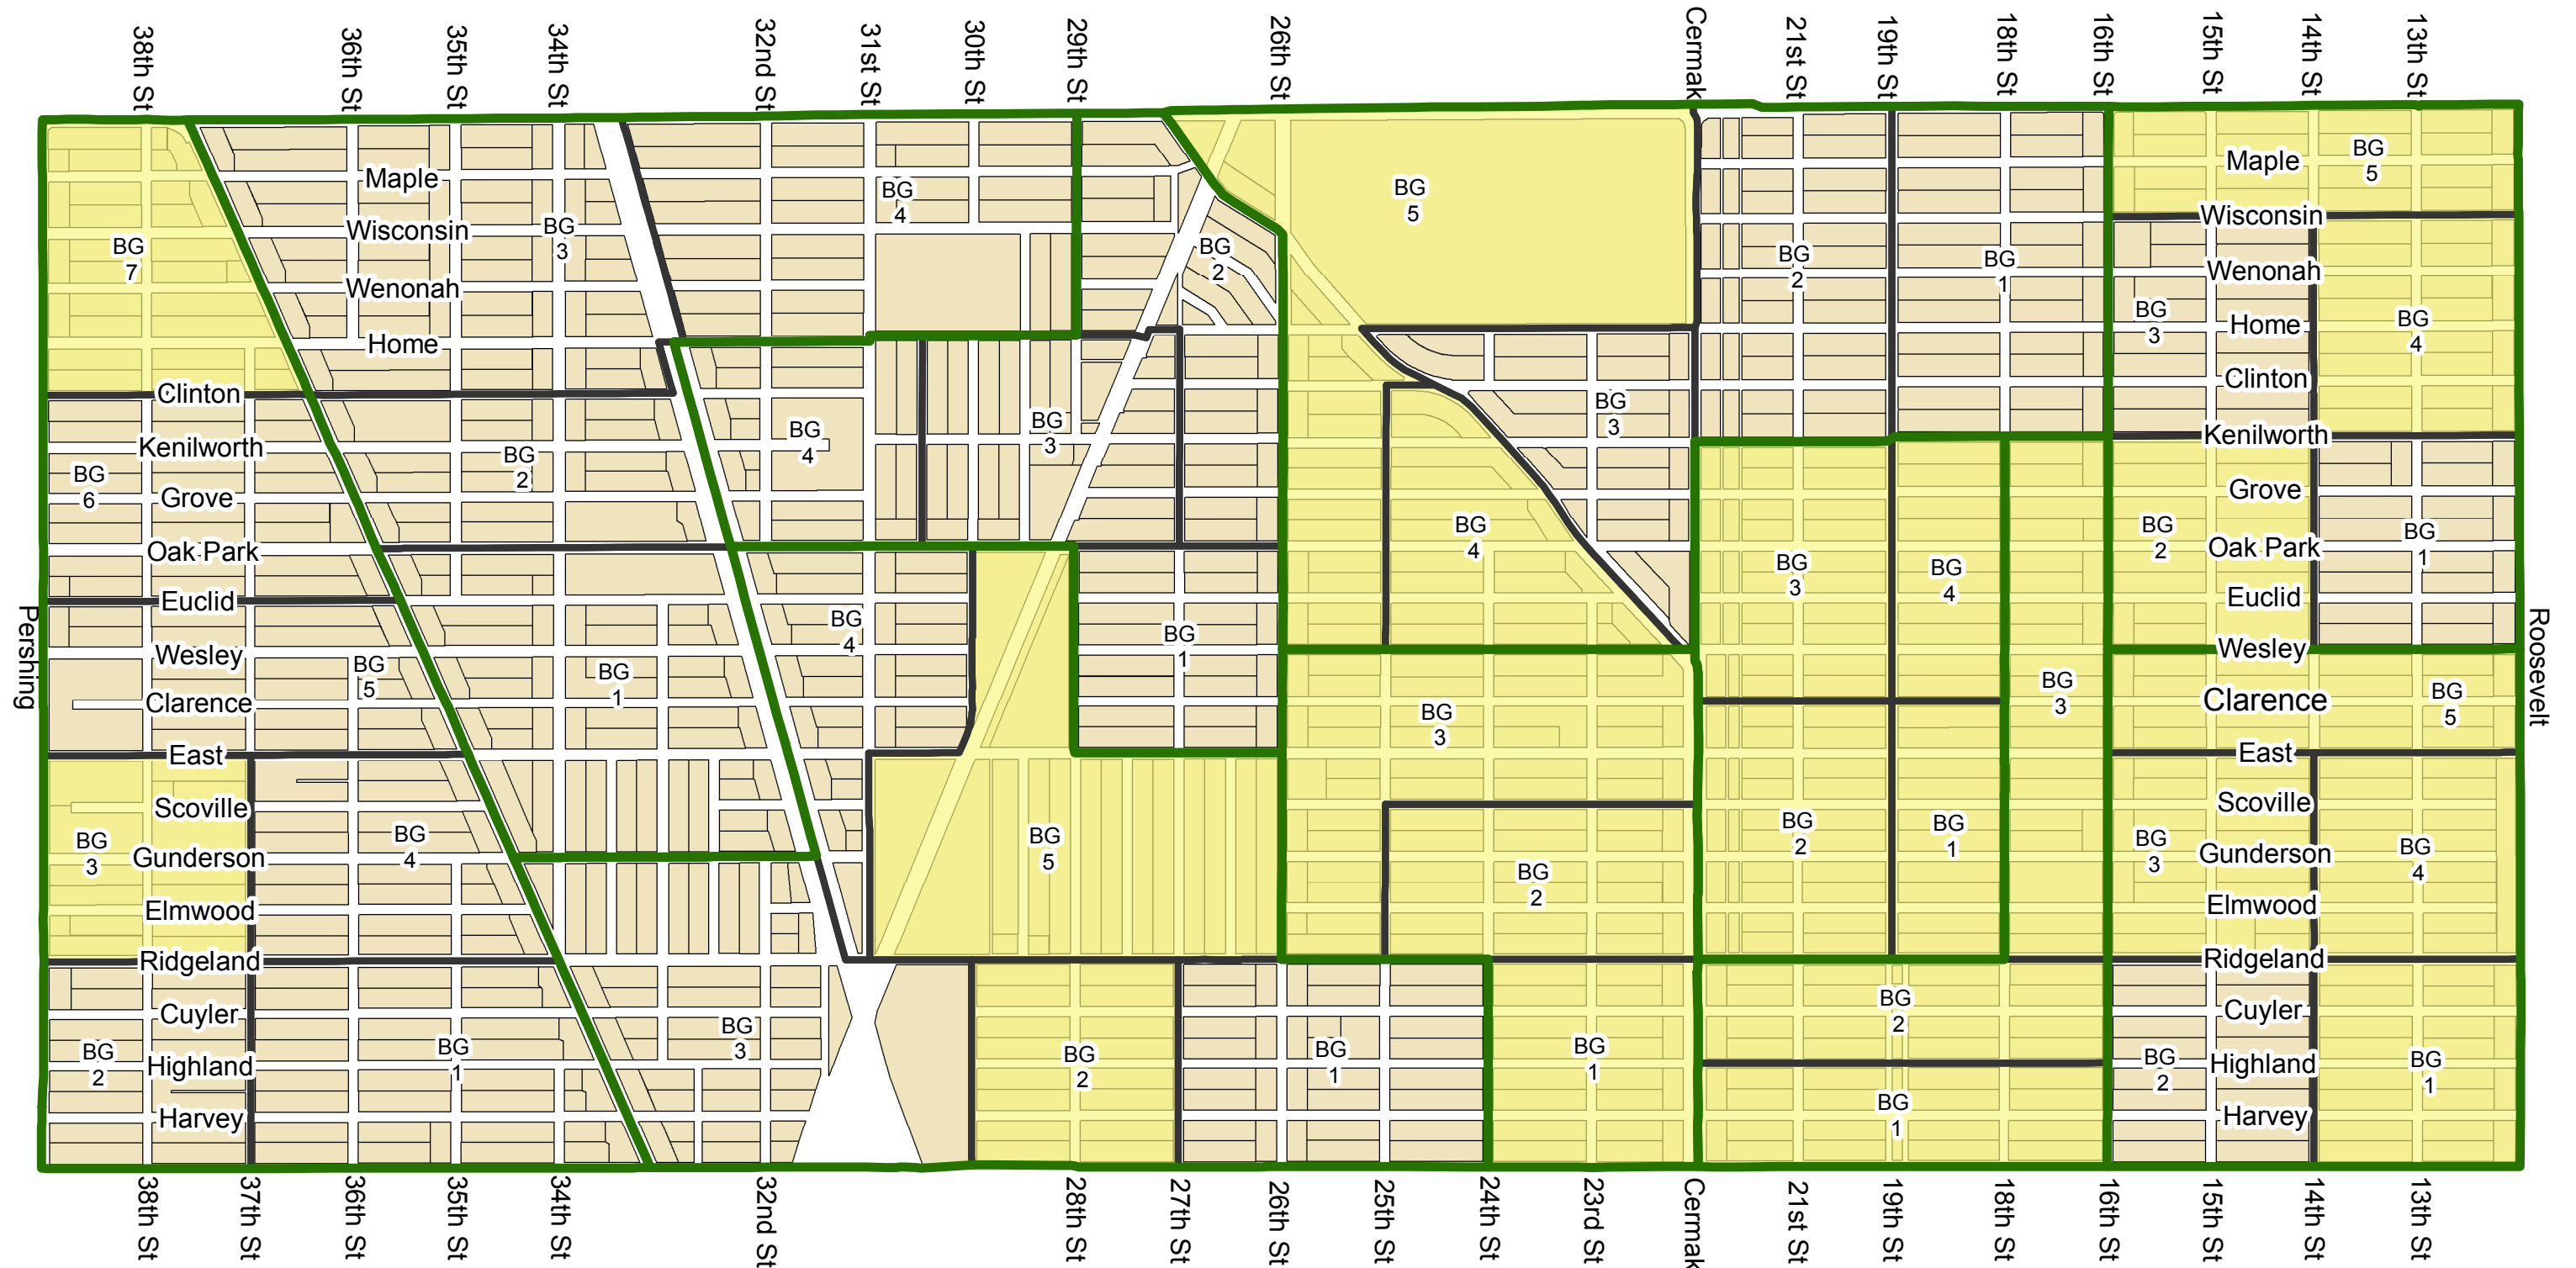 38th St
36th St
35th St
34th St
32nd St
31st St
30th St
29th St
26th St
Cermak
21st St
19th St
18th St
16th St
15th St
14th St
13th St
Maple
Wisconsin
Wenonah
Home
Clinton
Kenilworth
Grove
Oak Park
Euclid
Wesley
Clarence
East
Scoville
Gunderson
Elmwood
Ridgeland
Cuyler
Highland
Harvey
Pershing
BG
7
BG
3
BG
4
BG
2
BG
5
BG
2
BG
1
BG
5
BG
3
BG
4
BG
6
BG
2
BG
4
BG
3
BG
3
BG
4
BG
3
BG
4
BG
2
BG
1
BG
5
BG
1
BG
4
BG
1
BG
3
BG
3
BG
5
BG
3
BG
4
BG
5
BG
2
BG
2
BG
1
BG
3
BG
4
BG
2
BG
1
BG
3
BG
2
BG
1
BG
1
BG
2
BG
1
BG
2
BG
1
Maple
Wisconsin
Wenonah
Home
Clinton
Kenilworth
Grove
Oak Park
Euclid
Wesley
Clarence
East
Scoville
Gunderson
Elmwood
Ridgeland
Cuyler
Highland
Harvey
Roosevelt
38th St
37th St
36th St
35th St
34th St
32nd St
28th St
27th St
26th St
25th St
24th St
23rd St
Cermak
21st St
19th St
18th St
16th St
15th St
14th St
13th St